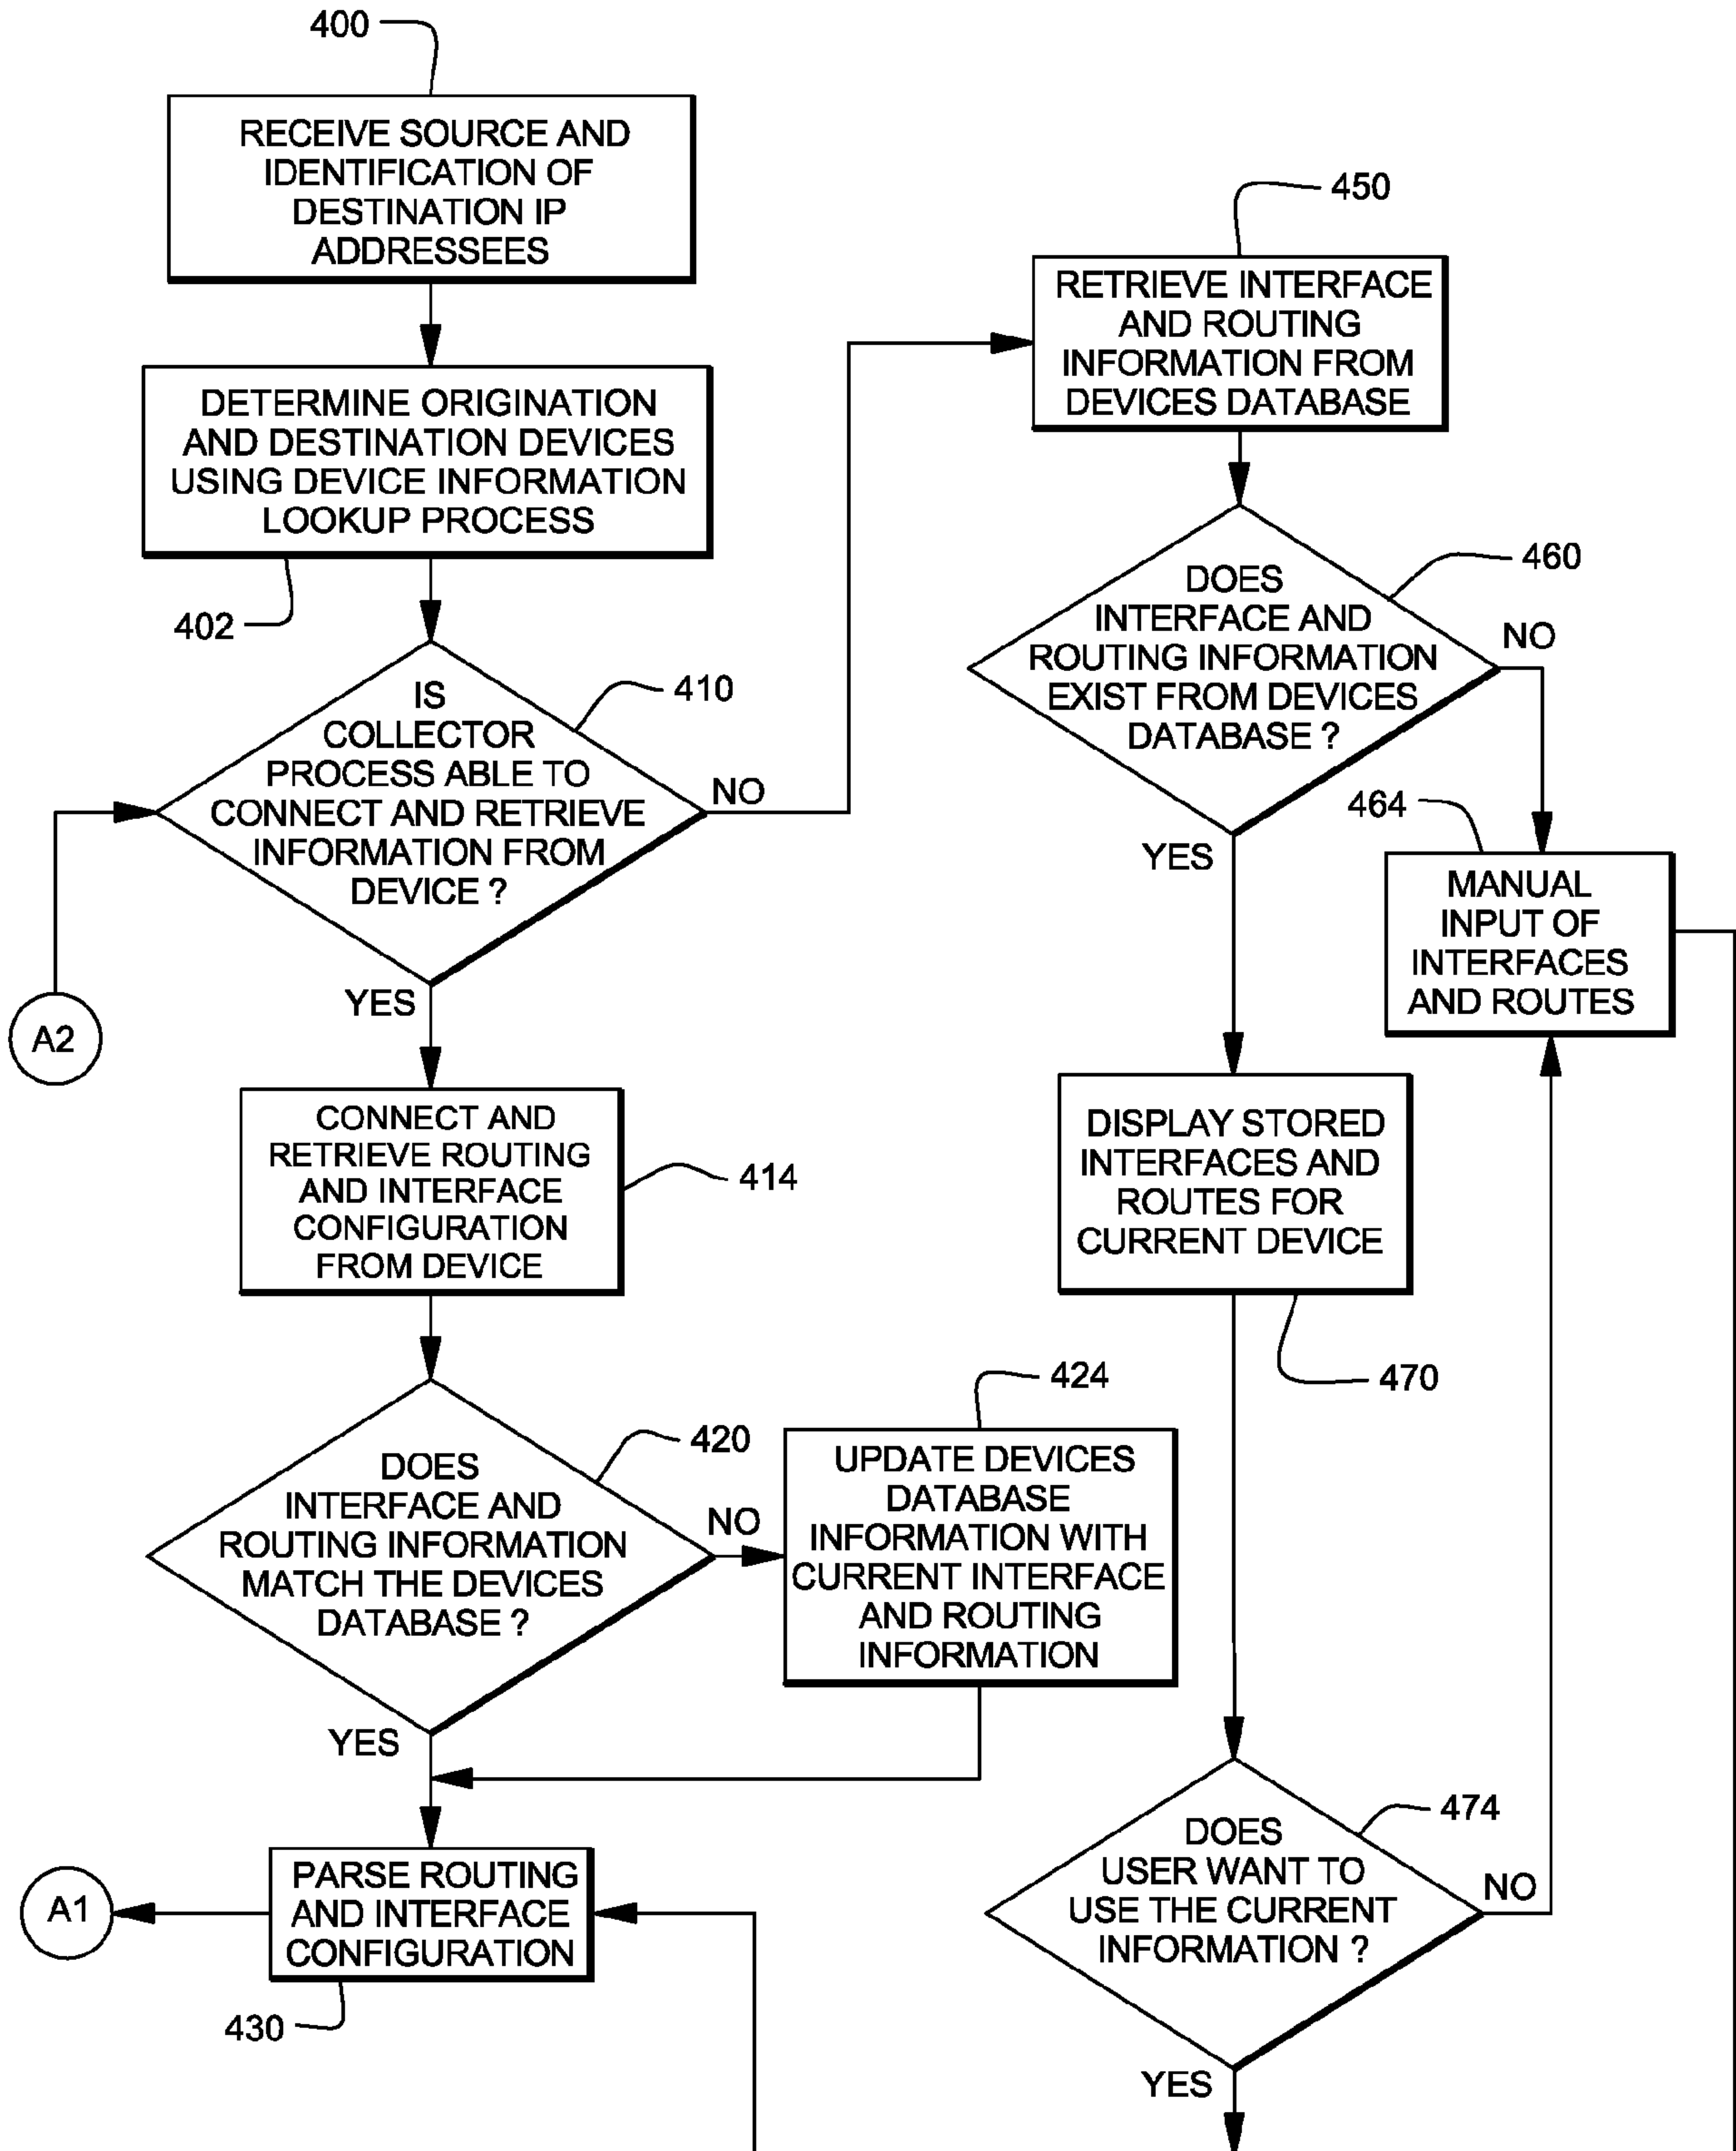 400
RECEIVE SOURCE AND
IDENTIFICATION OF
DESTINATION IP
ADDRESSEES
DETERMINE ORIGINATION
AND DESTINATION DEVICES
USING DEVICE INFORMATION
LOOKUP PROCESS
402
IS
COLLECTOR
PROCESS ABLE TO
CONNECT AND RETRIEVE
INFORMATION FROM
DEVICE ?
410
NO
YES
A2
CONNECT AND
RETRIEVE ROUTING
AND INTERFACE
CONFIGURATION
FROM DEVICE
414
DOES
INTERFACE AND
ROUTING INFORMATION
MATCH THE DEVICES
DATABASE ?
420
NO
YES
424
UPDATE DEVICES
DATABASE
INFORMATION WITH
CURRENT INTERFACE
AND ROUTING
INFORMATION
PARSE ROUTING
AND INTERFACE
CONFIGURATION
A1
430
450
RETRIEVE INTERFACE
AND ROUTING
INFORMATION FROM
DEVICES DATABASE
DOES
INTERFACE AND
ROUTING INFORMATION
EXIST FROM DEVICES
DATABASE ?
460
NO
YES
464
MANUAL
INPUT OF
INTERFACES
AND ROUTES
DISPLAY STORED
INTERFACES AND
ROUTES FOR
CURRENT DEVICE
470
DOES
USER WANT TO
USE THE CURRENT
INFORMATION ?
474
NO
YES